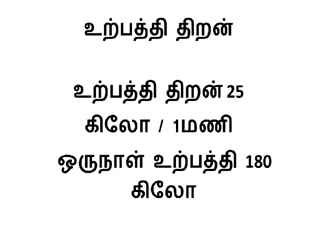 உற்பத்தி திறன்
உற்பத்தி திறன் 25
கிலோ / 1மணி
ஒருநாள் உற்பத்தி 180
கிலோ